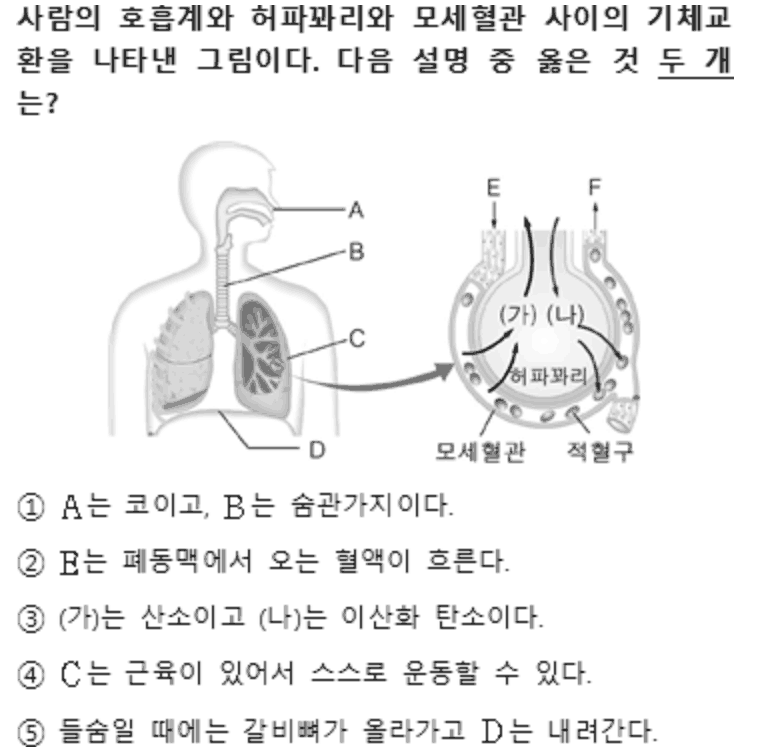 사람의 호흡계와 허파꽈리와 모세혈관 사이의 기체교
환을 나타낸 그림이다. 다음 설명 중 옳은 것 두 개
는?
A
B
C
D
E
F
(가) (나)
허파꽈리
모세혈관 적혈구
① A는 코이고, B는 숨관가지이다.
② E는 폐동맥에서 오는 혈액이 흐른다.
③ (가)는 산소이고 (나)는 이산화 탄소이다.
④ C는 근육이 있어서 스스로 운동할 수 있다.
⑤ 들숨일 때에는 갈비뼈가 올라가고 D는 내려간다.